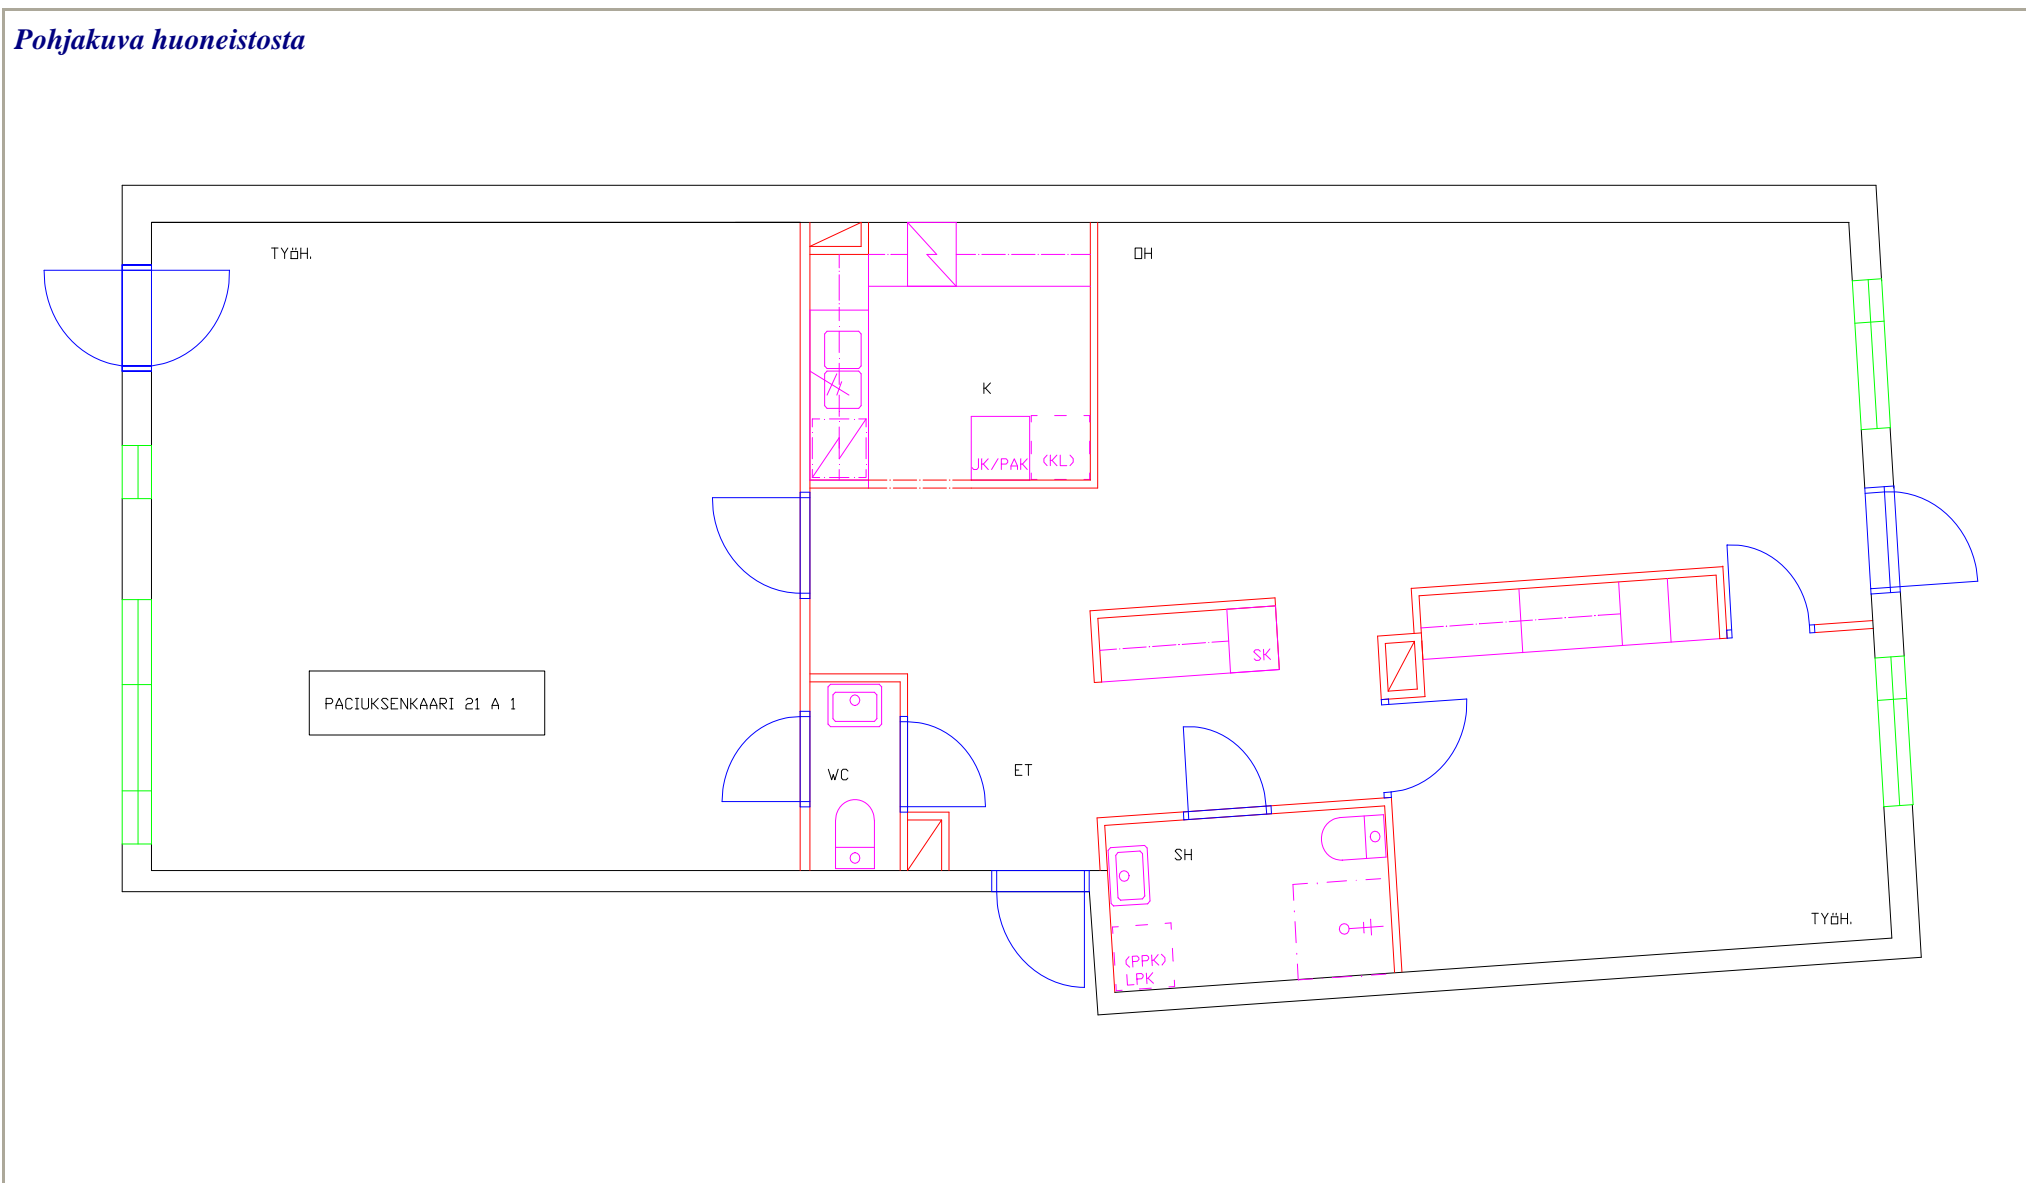 Pohjakuva huoneistosta
TYÖH.
OH
K
JK/PAK
(KL)
SK
PACIUKSENKAARI 21 A 1
WC
ET
SH
TYÖH.
(PPK)
LPK